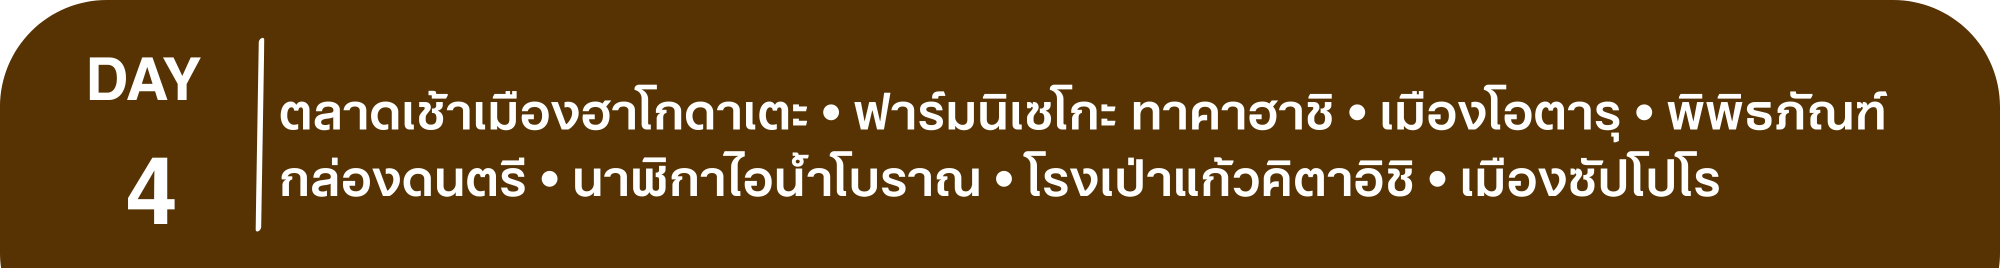 DAY
4
ตลาดเช้าเมืองฮาโกดาเตะ • ฟาร์มนิเซโกะ ทาคาฮาชิ • เมืองโอตารุ • พิพิธภัณฑ์
กล่องดนตรี • นาฬิกาไอน้ำโบราณ • โรงเป่าแก้วคิตาอิชิ • เมืองซัปโปโร